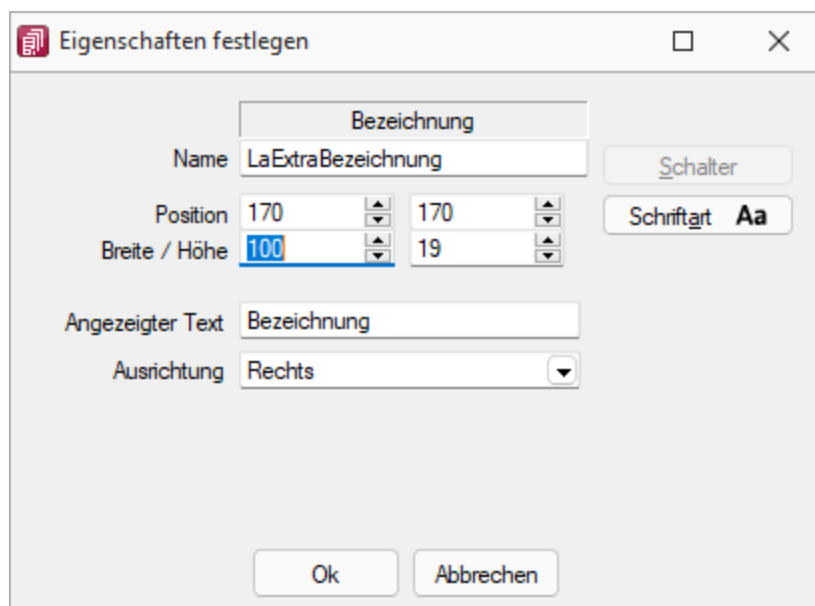 Eigenschaften festlegen
Bezeichnung
Name LaExtraBezeichnung Schalter
Position 170 170 Schriftart Aa
Breite / Höhe 100 19
Angezeigter Text Bezeichnung
Ausrichtung Rechts
Ok Abbrechen